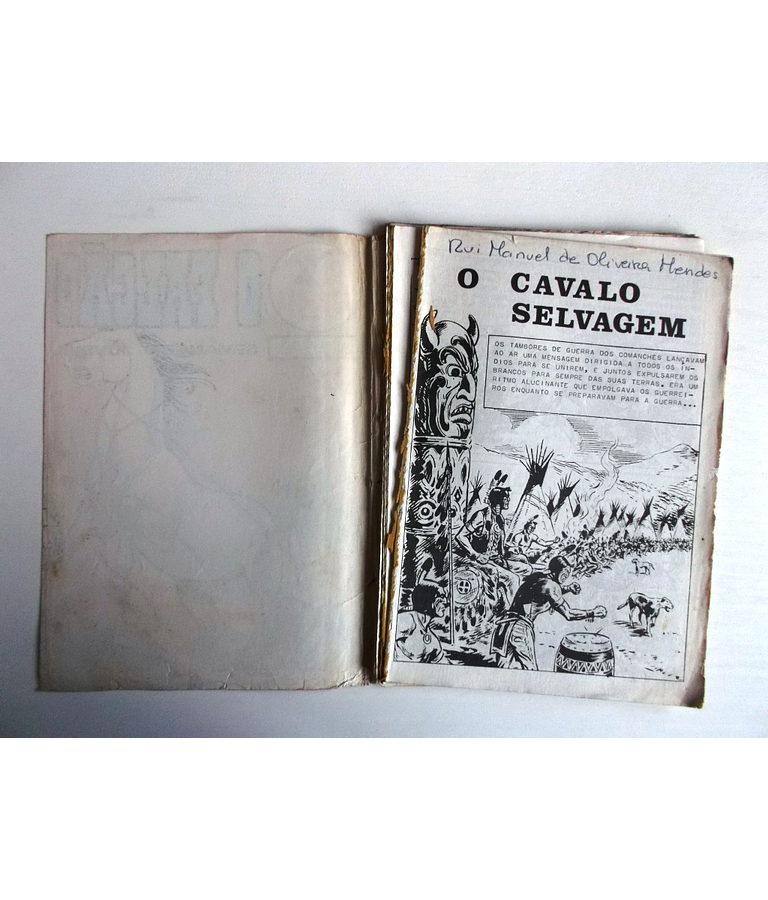 Rui Manuel de Oliveira Mendes
O CAVALO
SELVAGEM
OS TAMBORES DE GUERRA DOS COMANCHES LANÇAVAM
AO AR UMA MENSAGEM DIRIGIDA A TODOS OS ÍN-
DIOS PARA SE UNIREM, E JUNTOS EXPULSAREM OS
BRANCOS PARA SEMPRE DAS SUAS TERRAS. ERA UM
RITMO ALUCINANTE QUE EMPOLGAVA OS GUERREI-
ROS ENQUANTO SE PREPARAVAM PARA A GUERRA...